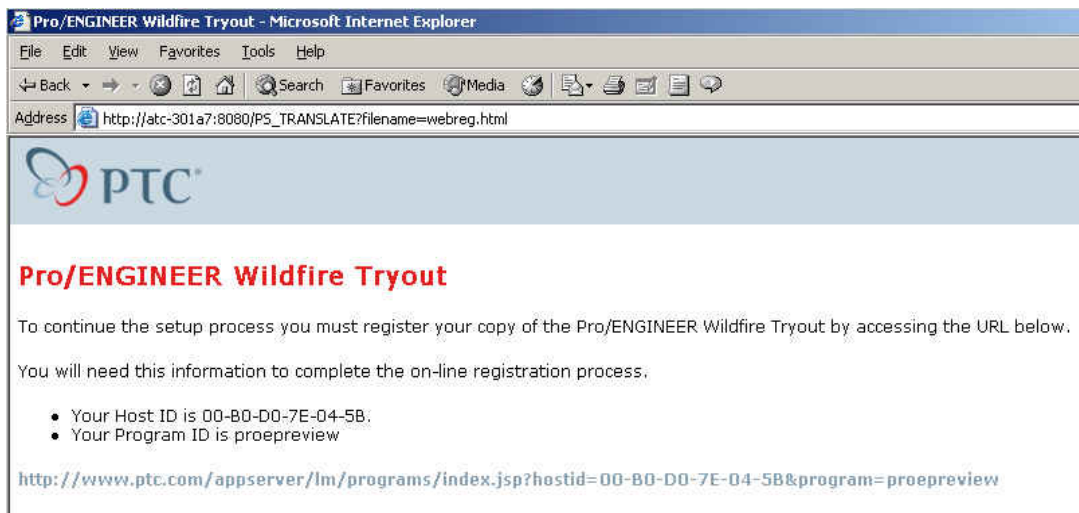 Pro/ENGINEER Wildfire Tryout - Microsoft Internet Explorer
File Edit View Favorites Tools Help
Back Search Favorites Media
Address http://atc-301a7:8080/PS_TRANSLATE?filename=webreg.html
PTC®
Pro/ENGINEER Wildfire Tryout
To continue the setup process you must register your copy of the Pro/ENGINEER Wildfire Tryout by accessing the URL below.
You will need this information to complete the on-line registration process.
• Your Host ID is 00-B0-D0-7E-04-5B.
• Your Program ID is proepreview
http://www.ptc.com/appserver/lm/programs/index.jsp?hostid=00-B0-D0-7E-04-5B&program=proepreview